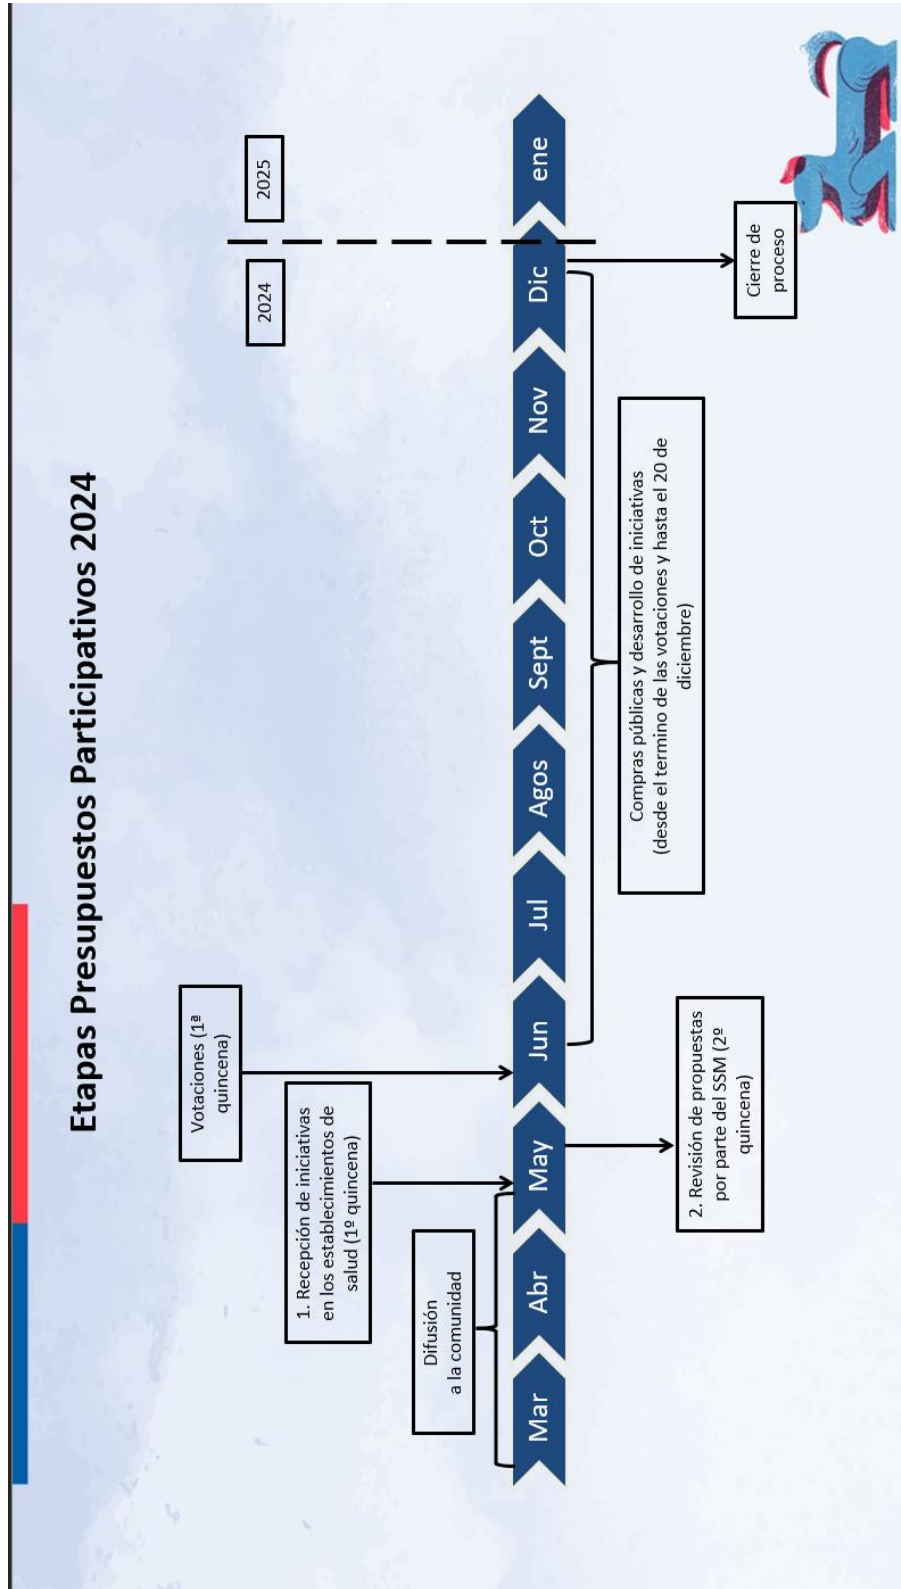 Etapas Presupuestos Participativos 2024
Votaciones (1ª
quincena)
1. Recepción de iniciativas
en los establecimientos de
salud (1º quincena)
Difusión
a la comunidad
2024
2025
Mar
Abr
May
Jun
Jul
Agos
Sept
Oct
Nov
Dic
ene
2. Revisión de propuestas
por parte del SSM (2º
quincena)
Compras públicas y desarrollo de iniciativas
(desde el termino de las votaciones y hasta el 20 de
diciembre)
Cierre de
proceso